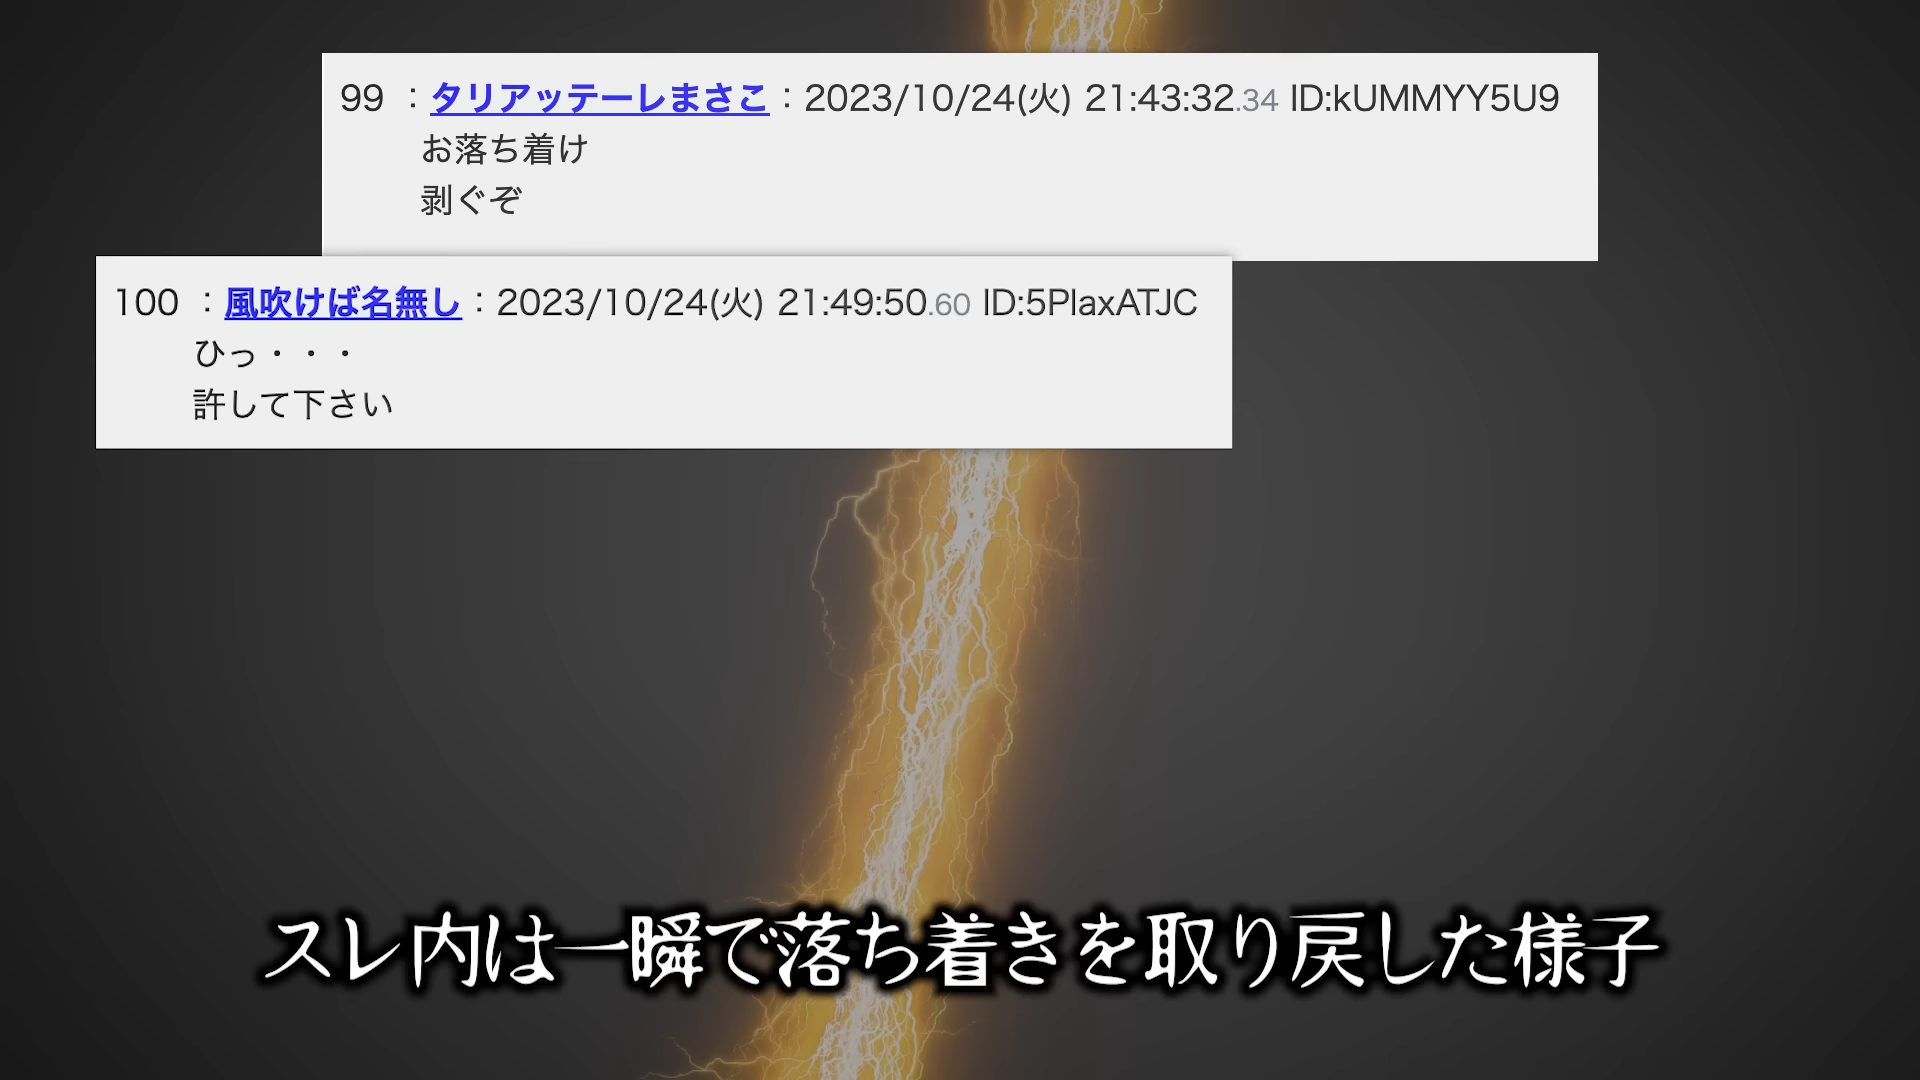 99 ：タリアッテーレまさこ：2023/10/24(火) 21:43:32.34 ID:kUMMYY5U9
お落ち着け
剥ぐぞ
100 ：風吹けば名無し：2023/10/24(火) 21:49:50.60 ID:5PlaxATJC
ひっ・・・
許して下さい
スレ内は一瞬で落ち着きを取り戻した様子